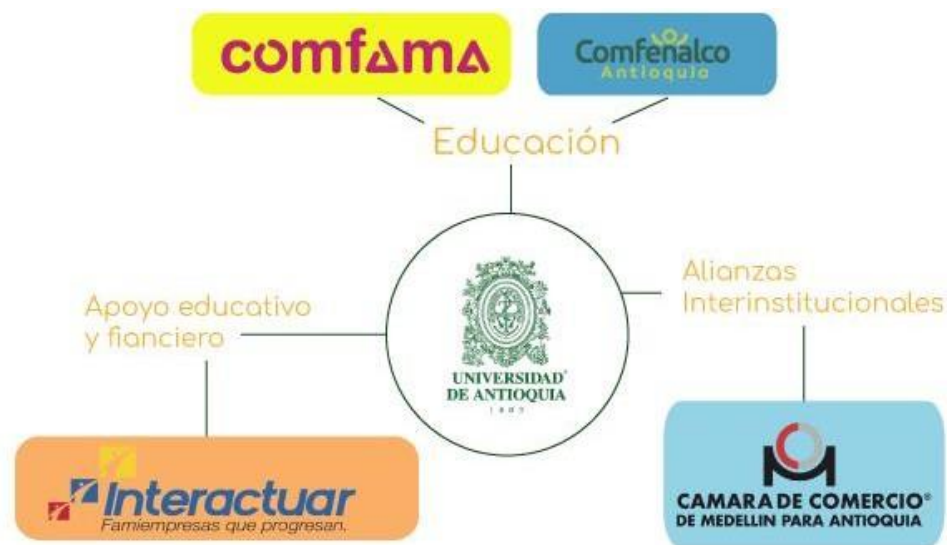 comfama
Comfenalco
Antioquia
Educación
Alianzas
Interinstitucionales
Apoyo educativo
y fianciero
UNIVERSIDAD
DE ANTIOQUIA
1803
Interactuar
Famiempresas que progresan.
CAMARA DE COMERCIO®
DE MEDELLIN PARA ANTIOQUIA